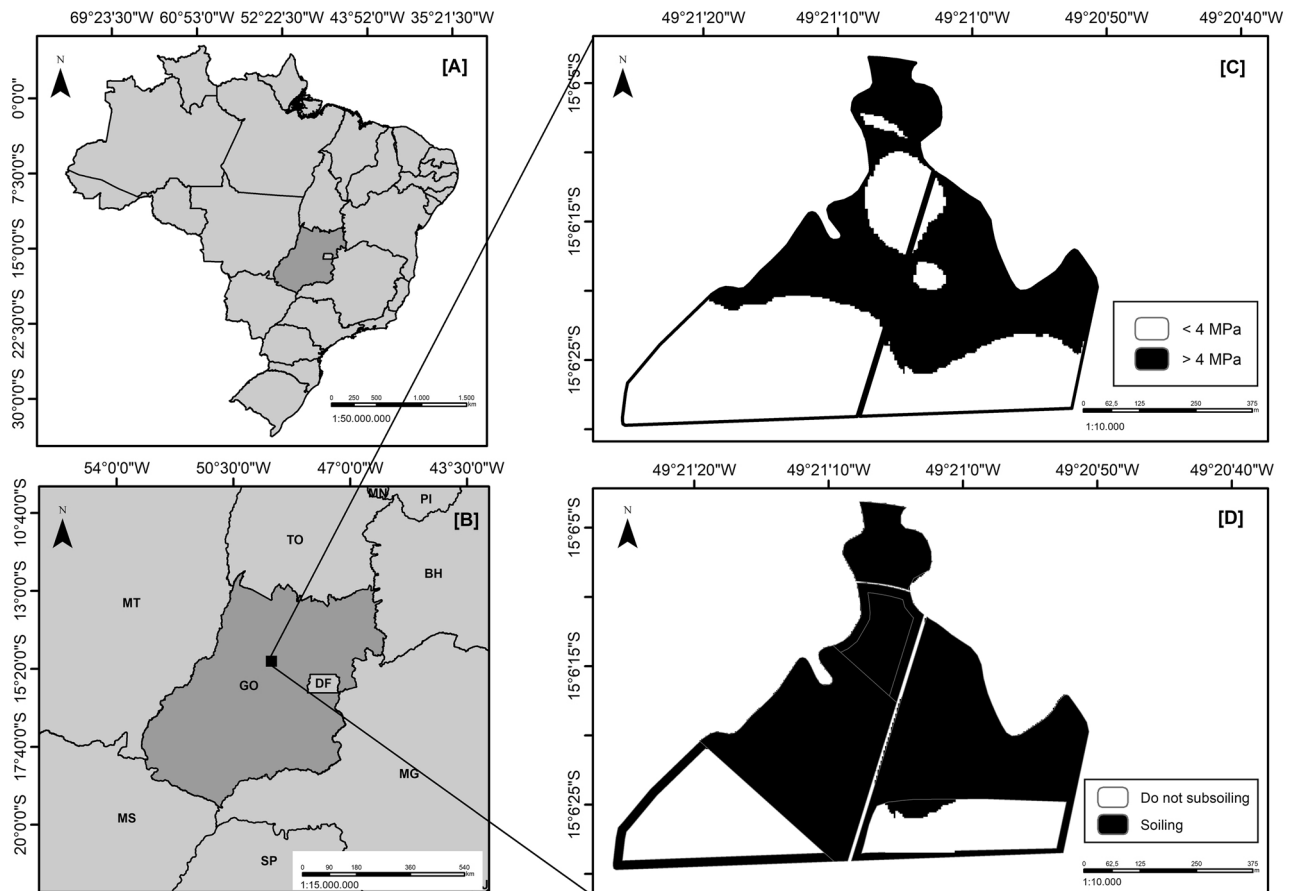 69°23'30"W 60°53'0"W 52°22'30"W 43°52'0"W 35°21'30"W
N
[A]
0°0'0"
7°30'0"S
15°0'0"S
22°30'0"S
30°0'0"S
0 250 500 1.000 1.500
km
1:50.000.000
54°0'0"W 50°30'0"W 47°0'0"W 43°30'0"W
N
[B]
10°40'0"S
13°0'0"S
15°20'0"S
17°40'0"S
20°0'0"S
MN
PI
TO
BH
MT
GO
DF
MG
MS
SP
0 90 180 360 540
km
1:15.000.000
49°21'20"W 49°21'10"W 49°21'0"W 49°20'50"W 49°20'40"W
N
[C]
15°6'5"S
15°6'15"S
15°6'25"S
< 4 MPa
> 4 MPa
0 62,5 125 250 375
m
1:10.000
49°21'20"W 49°21'10"W 49°21'0"W 49°20'50"W 49°20'40"W
N
[D]
15°6'5"S
15°6'15"S
15°6'25"S
Do not subsoiling
Soiling
0 62,5 125 250 375
m
1:10.000